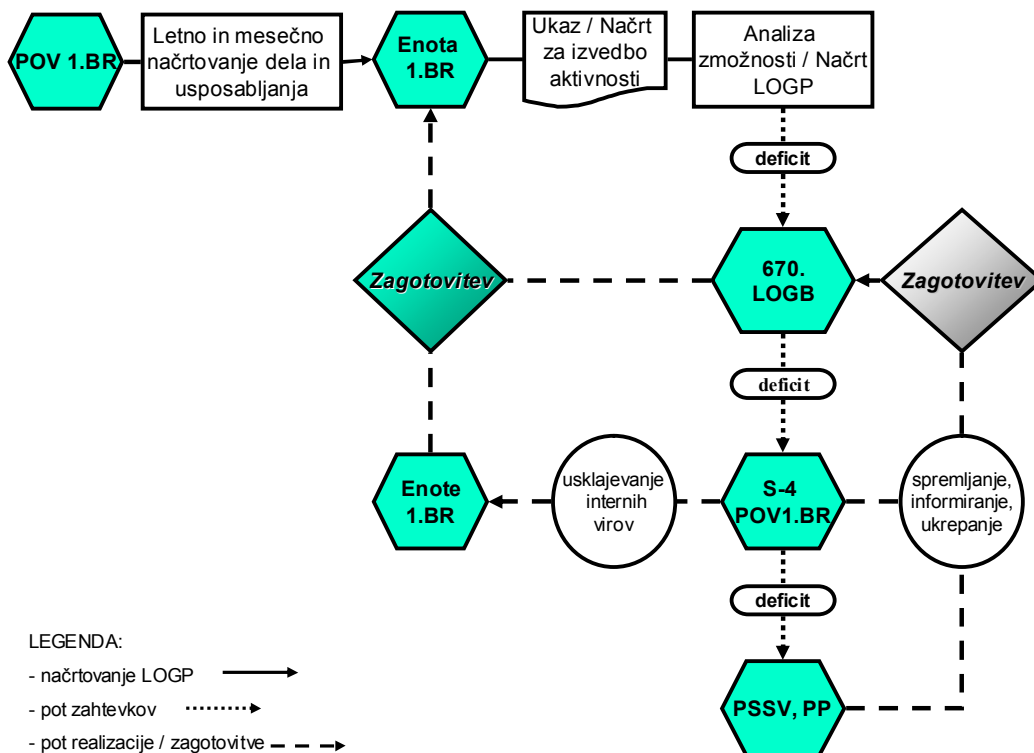 POV 1.BR
Letno in mesečno
načrtovanje dela in
usposabljanja
Enota
1.BR
Ukaz / Načrt
za izvedbo
aktivnosti
Analiza
zmožnosti / Načrt
LOGP
deficit
Zagotovitev
670.
LOGB
Zagotovitev
deficit
Enote
1.BR
usklajevanje
internih
virov
S-4
POV1.BR
spremljanje,
informiranje,
ukrepanje
deficit
PSSV, PP
LEGENDA:
- načrtovanje LOGP
- pot zahtevkov
- pot realizacije / zagotovitve